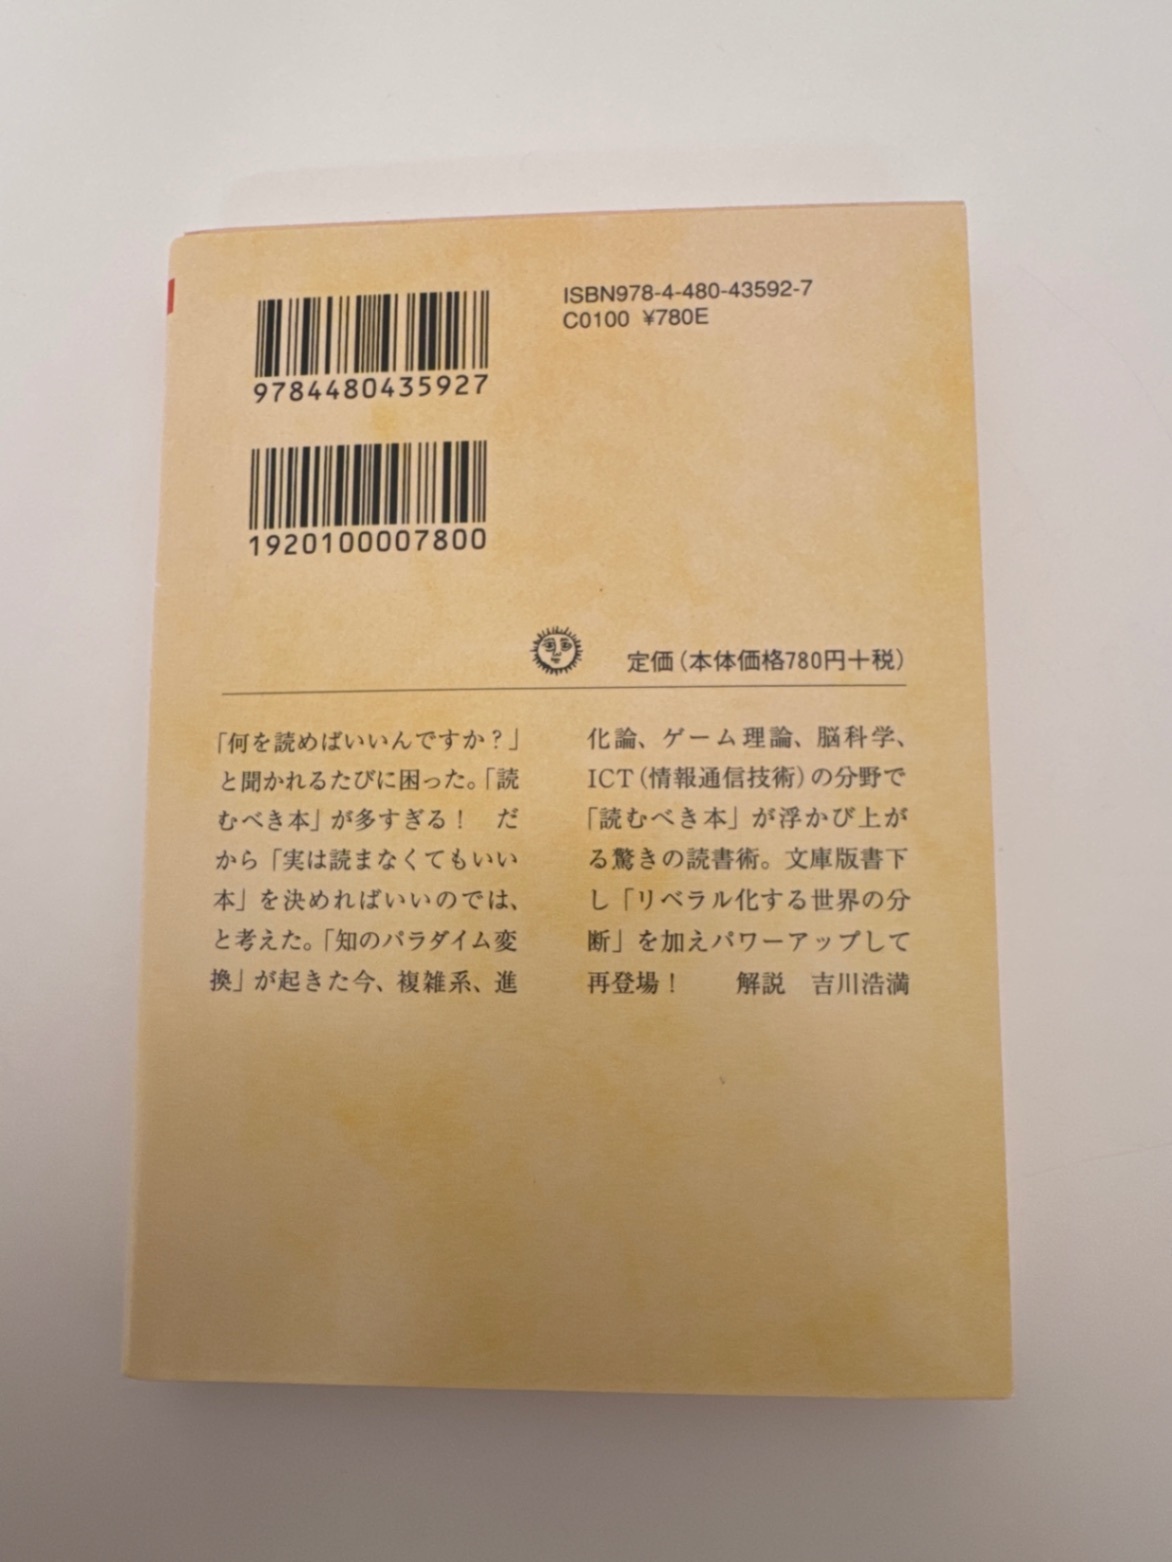 9784480435927
ISBN978-4-480-43592-7
C0100 ¥780E
1920100007800
定価(本体価格780円+税)
「何を読めばいいんですか?」
と聞かれるたびに困った。「読
むべき本」が多すぎる! だ
から「実は読まなくてもいい
本」を決めればいいのでは、
と考えた。「知のパラダイム変
換」が起きた今、複雑系、進
化論、ゲーム理論、脳科学、
ICT(情報通信技術)の分野で
「読むべき本」が浮かび上が
る驚きの読書術。文庫版書下
し「リベラル化する世界の分
断」を加えパワーアップして
再登場! 解説 吉川浩満